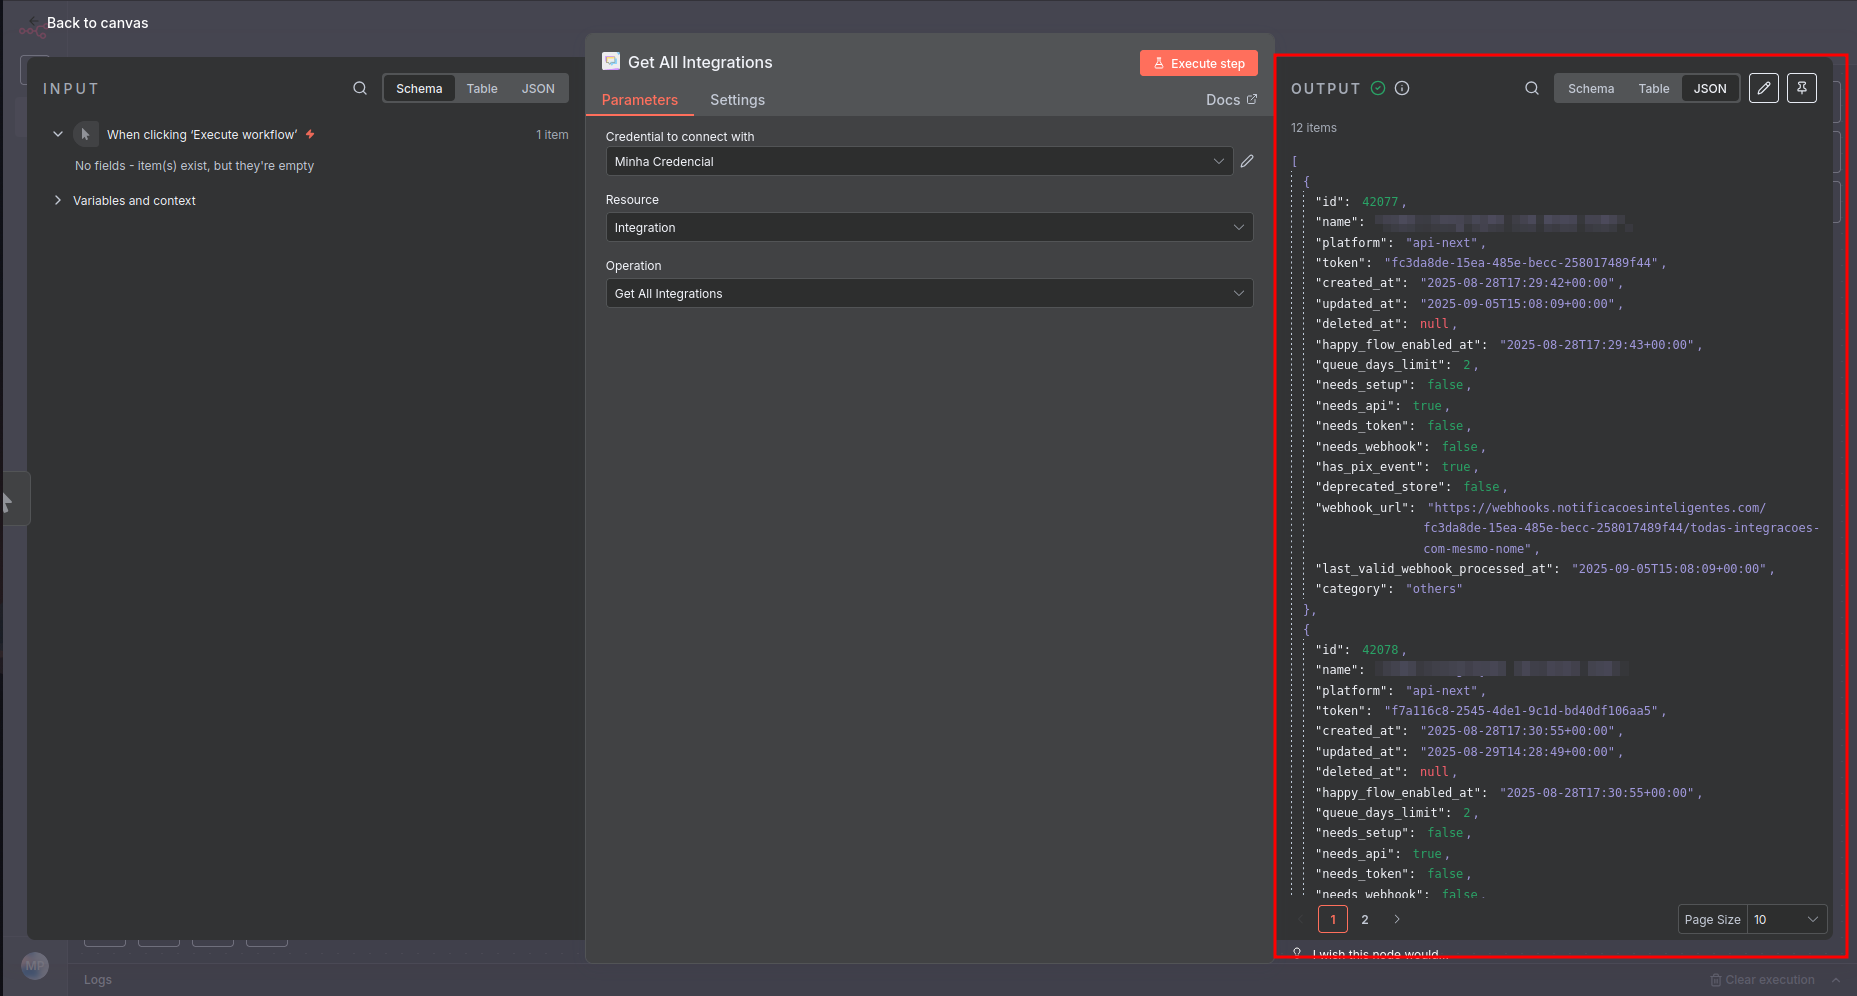 Back to canvas
INPUT
Schema
Table
JSON
When clicking ‘Execute workflow’
1 item
No fields - item(s) exist, but they're empty
Variables and context
Get All Integrations
Execute step
Parameters
Settings
Docs
Credential to connect with
Minha Credencial
Resource
Integration
Operation
Get All Integrations
OUTPUT
Schema
Table
JSON
12 items
[
{
"id": 42077,
"name":
"platform": "api-next",
"token": "fc3da8de-15ea-485e-becc-258017489f44",
"created_at": "2025-08-28T17:29:42+00:00",
"updated_at": "2025-09-05T15:08:09+00:00",
"deleted_at": null,
"happy_flow_enabled_at": "2025-08-28T17:29:43+00:00",
"queue_days_limit": 2,
"needs_setup": false,
"needs_api": true,
"needs_token": false,
"needs_webhook": false,
"has_pix_event": true,
"deprecated_store": false,
"webhook_url": "https://webhooks.notificacoesinteligentes.com/
fc3da8de-15ea-485e-becc-258017489f44/todas-integracoes-
com-mesmo-nome",
"last_valid_webhook_processed_at": "2025-09-05T15:08:09+00:00",
"category": "others"
},
{
"id": 42078,
"name":
"platform": "api-next",
"token": "f7a116c8-2545-4de1-9c1d-bd40df106aa5",
"created_at": "2025-08-28T17:30:55+00:00",
"updated_at": "2025-08-29T14:28:49+00:00",
"deleted_at": null,
"happy_flow_enabled_at": "2025-08-28T17:30:55+00:00",
"queue_days_limit": 2,
"needs_setup": false,
"needs_api": true,
"needs_token": false,
"needs_webhook": false,
1
2
Page Size
10
I wish this node would...
MP
Logs
Clear execution